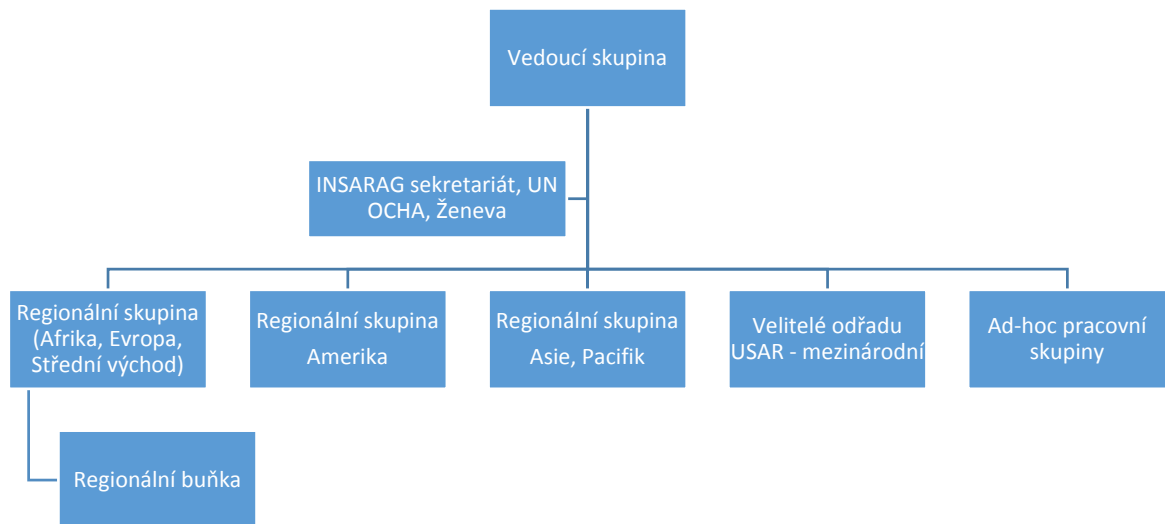 Vedoucí skupina
INSARAG sekretariát, UN
OCHA, Ženeva
Regionální skupina
(Afrika, Evropa,
Střední východ)
Regionální skupina
Amerika
Regionální skupina
Asie, Pacifik
Velitelé odřadu
USAR - mezinárodní
Ad-hoc pracovní
skupiny
Regionální buňka